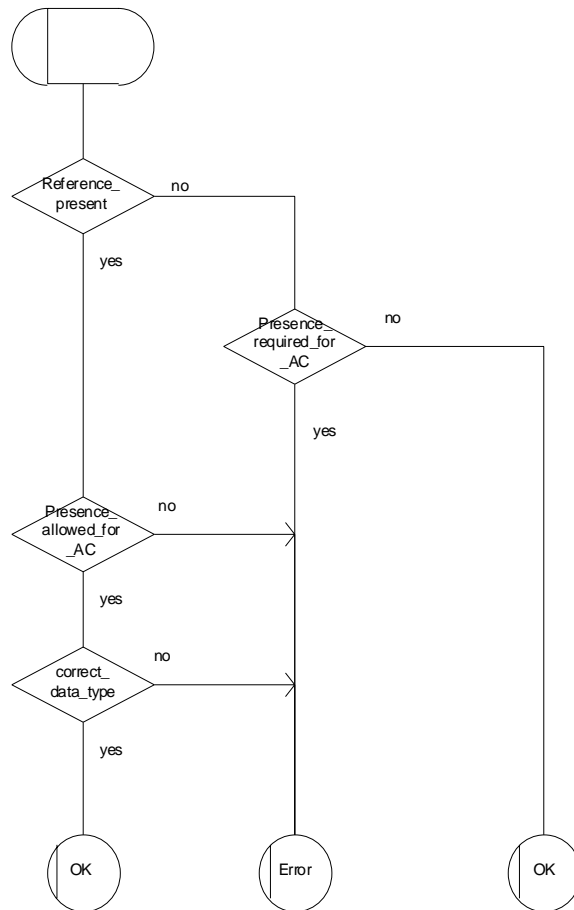 Reference_
present
no
yes
Presence_
required_for
_AC
no
yes
Presence_
allowed_for
_AC
no
yes
correct_
data_type
no
yes
OK
Error
OK